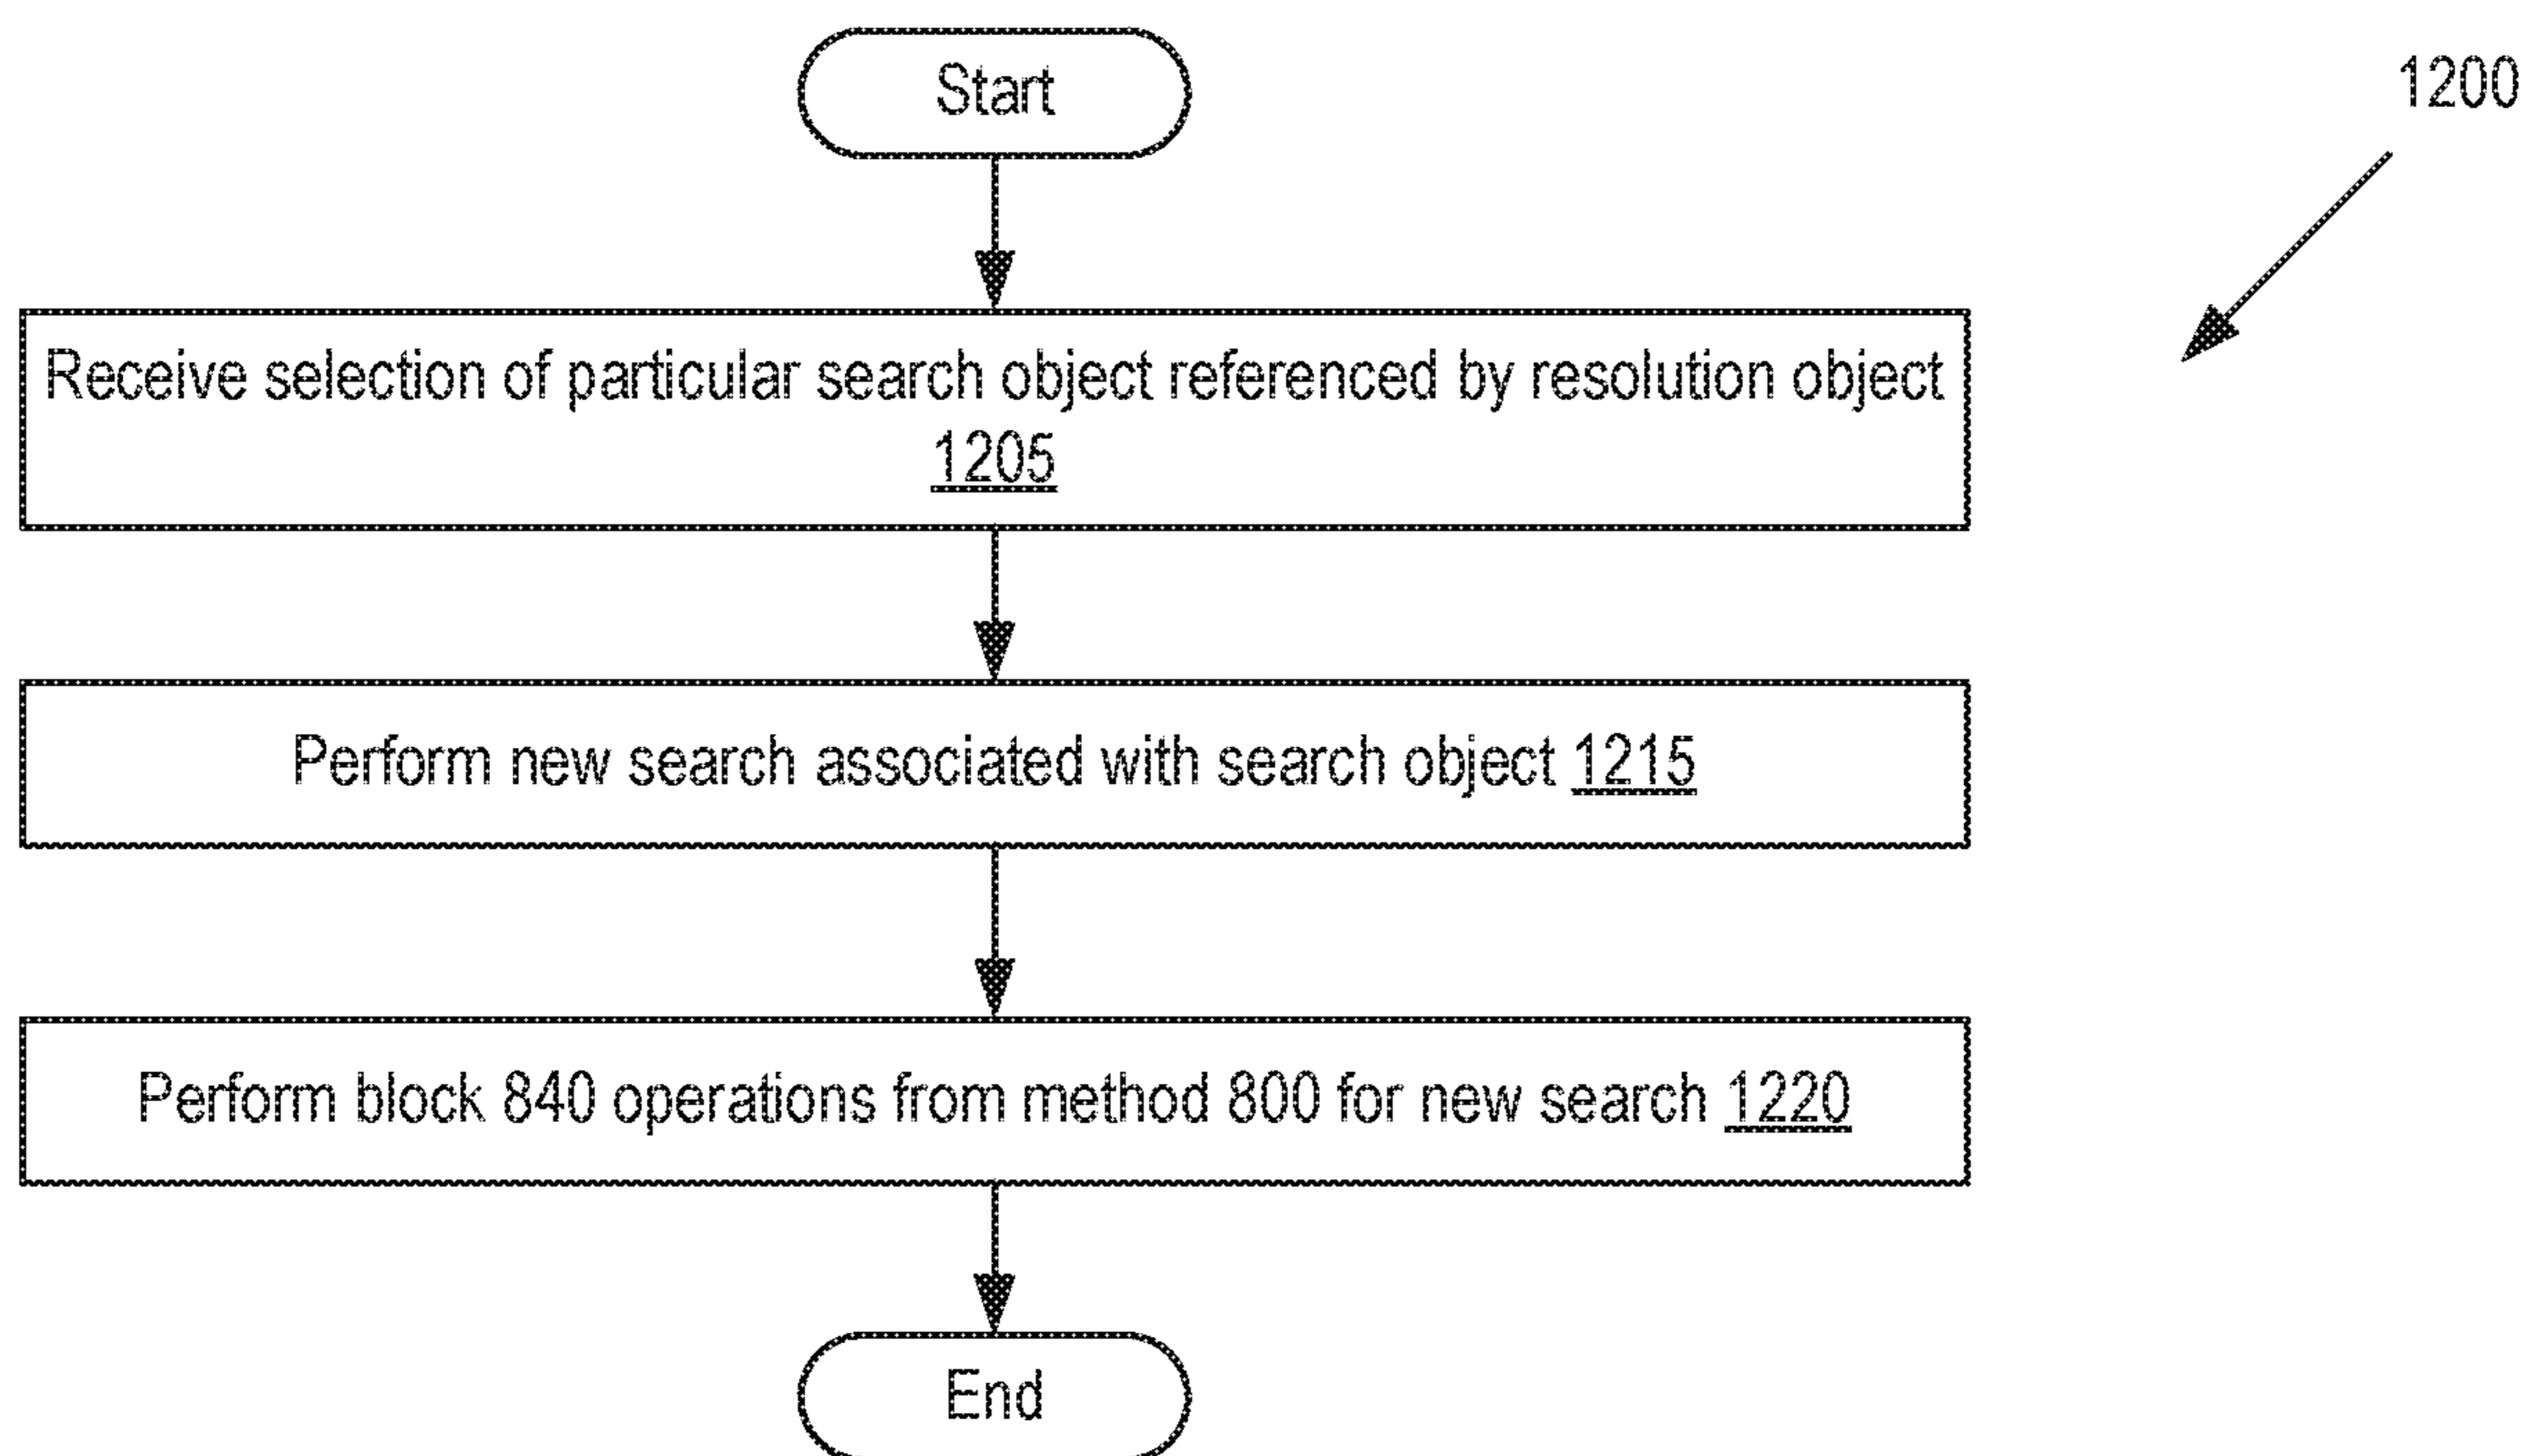 Start
1200
Receive selection of particular search object referenced by resolution object
1205
Perform new search associated with search object 1215
Perform block 840 operations from method 800 for new search 1220
End